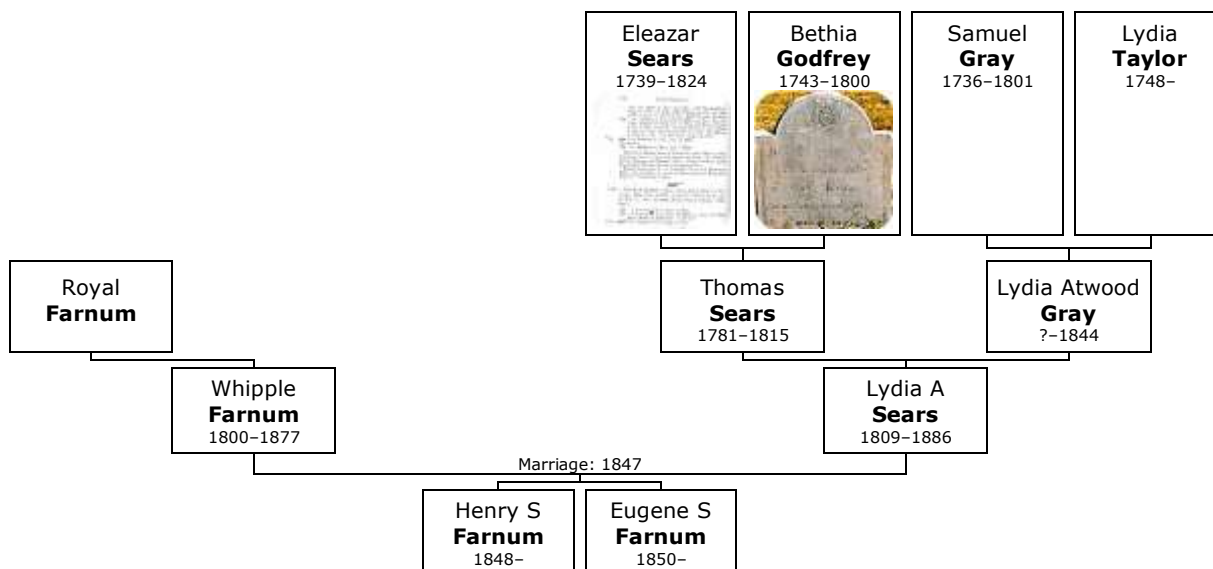 Eleazar
Sears
1739–1824
Bethia
Godfrey
1743–1800
Samuel
Gray
1736–1801
Lydia
Taylor
1748–
Royal
Farnum
Thomas
Sears
1781–1815
Lydia Atwood
Gray
?–1844
Whipple
Farnum
1800–1877
Lydia A
Sears
1809–1886
Marriage: 1847
Henry S
Farnum
1848–
Eugene S
Farnum
1850–